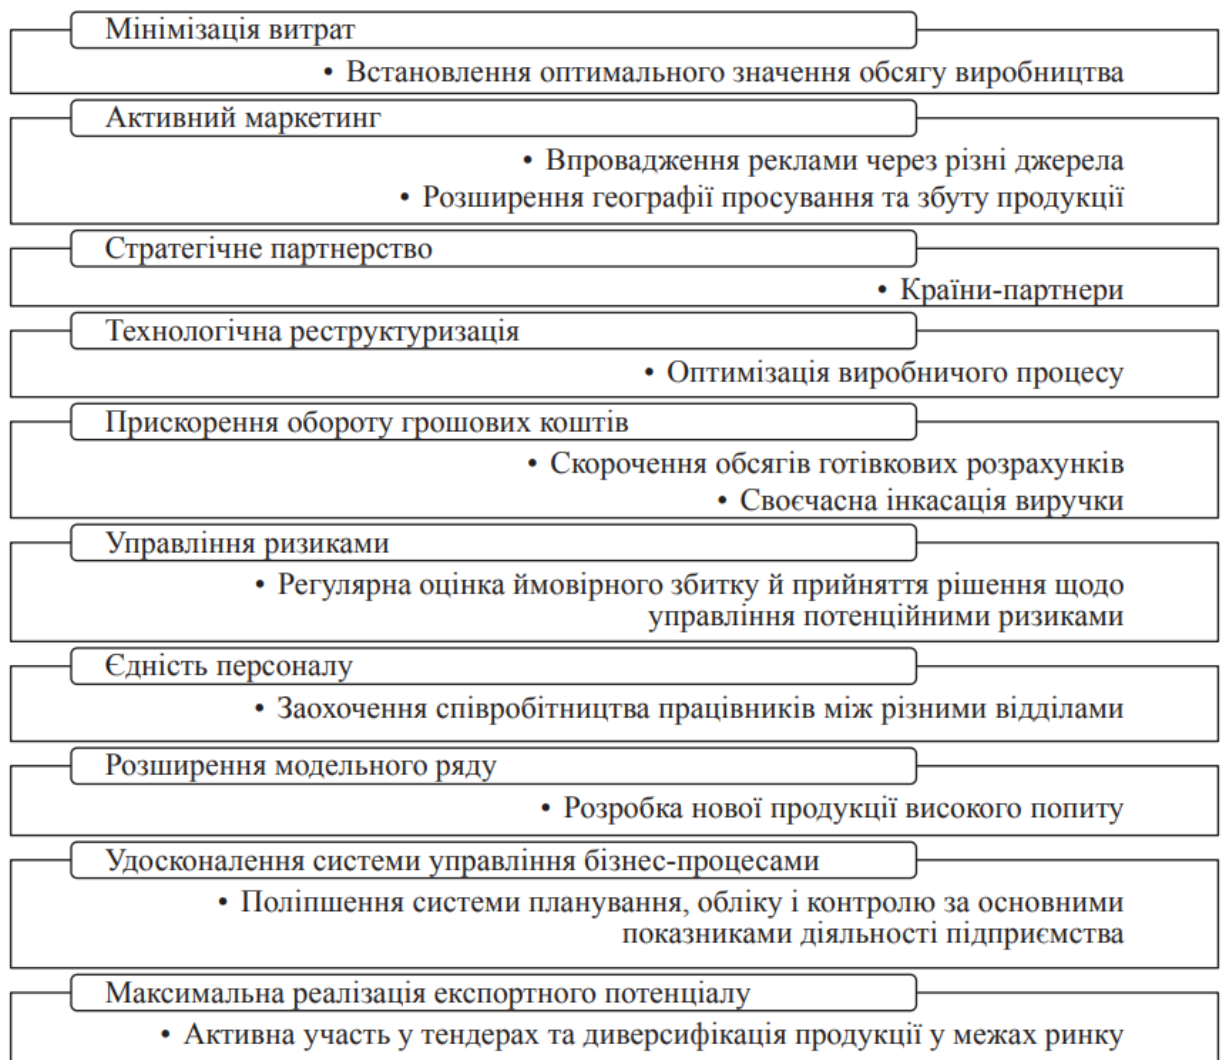 Мінімізація витрат
• Встановлення оптимального значення обсягу виробництва
Активний маркетинг
• Впровадження реклами через різні джерела
• Розширення географії просування та збуту продукції
Стратегічне партнерство
• Країни-партнери
Технологічна реструктуризація
• Оптимізація виробничого процесу
Прискорення обороту грошових коштів
• Скорочення обсягів готівкових розрахунків
• Своєчасна інкасація виручки
Управління ризиками
• Регулярна оцінка ймовірного збитку й прийняття рішення щодо
управління потенційними ризиками
Єдність персоналу
• Заохочення співробітництва працівників між різними відділами
Розширення модельного ряду
• Розробка нової продукції високого попиту
Удосконалення системи управління бізнес-процесами
• Поліпшення системи планування, обліку і контролю за основними
показниками діяльності підприємства
Максимальна реалізація експортного потенціалу
• Активна участь у тендерах та диверсифікація продукції у межах ринку